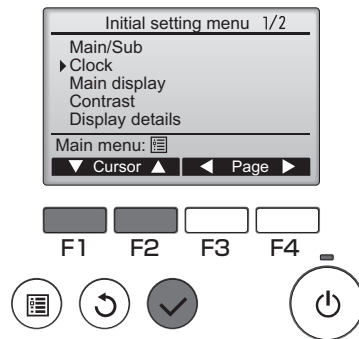 Initial setting menu 1/2
Main/Sub
Clock
Main display
Contrast
Display details
Main menu:
Cursor Page
F1 F2 F3 F4